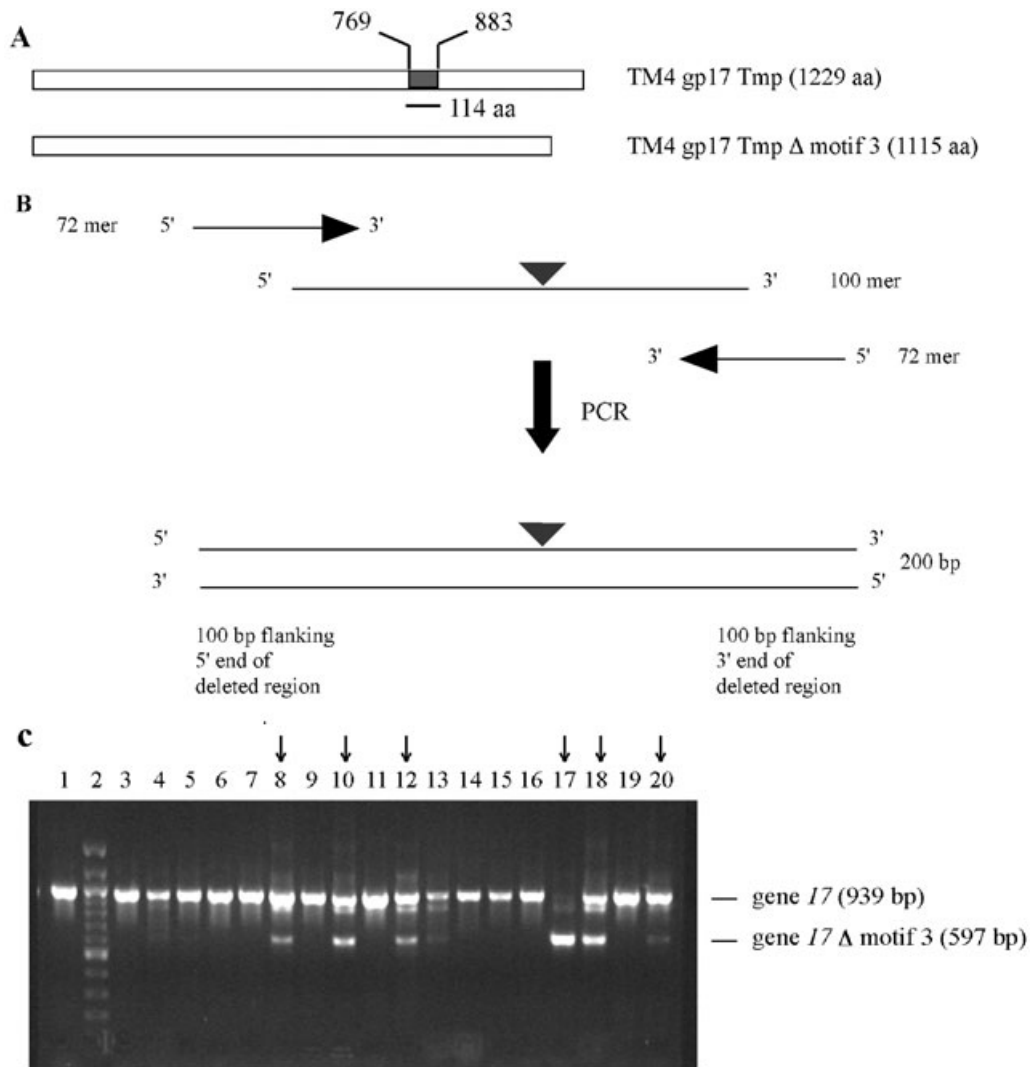 A
769 883
TM4 gp17 Tmp (1229 aa)
114 aa
TM4 gp17 Tmp Δ motif 3 (1115 aa)
B
72 mer 5' 3'
5' 3' 100 mer
3' 5' 72 mer
PCR
5' 3'
200 bp
3' 5'
100 bp flanking
5' end of
deleted region
100 bp flanking
3' end of
deleted region
c
1 2 3 4 5 6 7 8 9 10 11 12 13 14 15 16 17 18 19 20
gene 17 (939 bp)
gene 17 Δ motif 3 (597 bp)